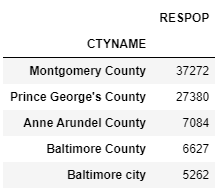 RESPOP
CTYNAME
Montgomery County 37272
Prince George's County 27380
Anne Arundel County 7084
Baltimore County 6627
Baltimore city 5262